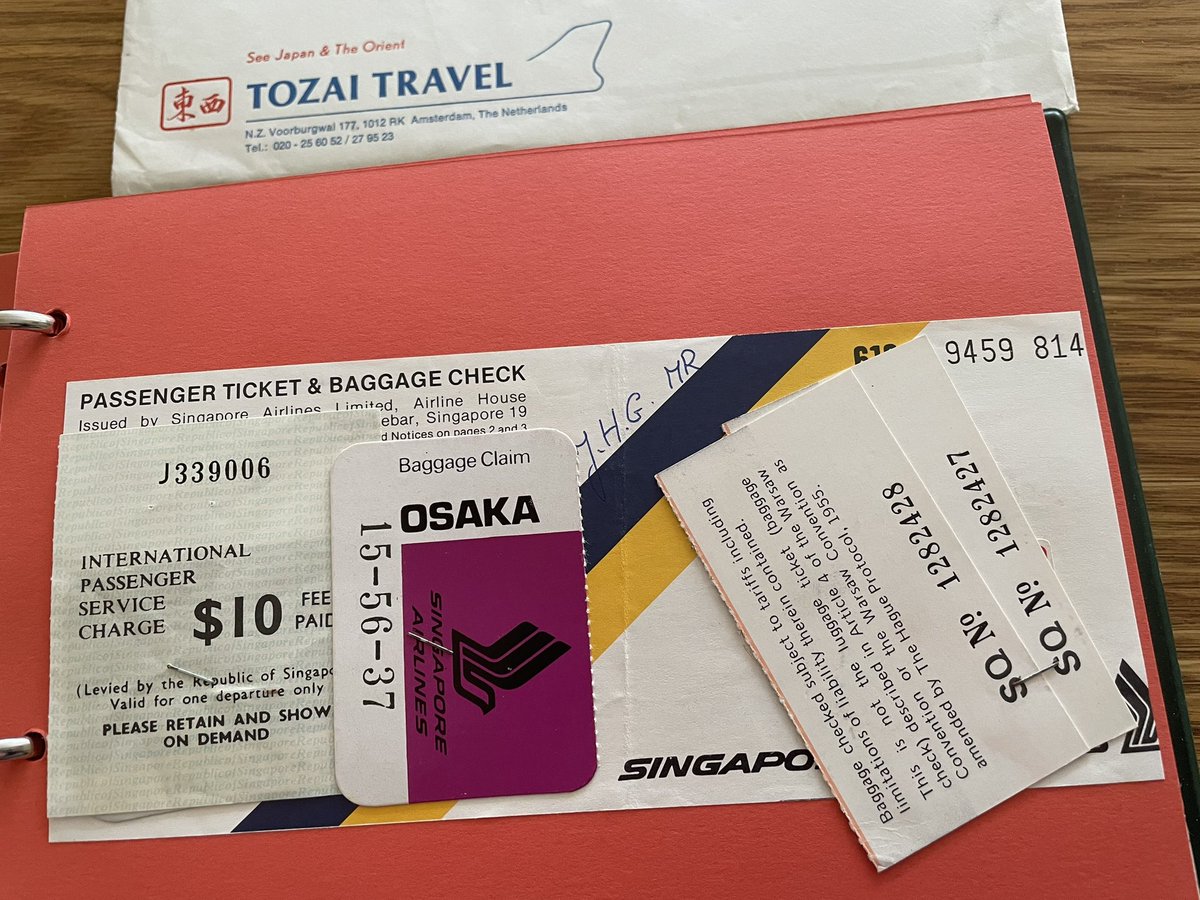 See Japan & The Orient
東西
TOZAI TRAVEL
N.Z. Voorburgwal 177, 1012 RK Amsterdam, The Netherlands
Tel.: 020 - 25 60 52 / 27 95 23
PASSENGER TICKET & BAGGAGE CHECK
Issued by Singapore Airlines Limited, Airline House
ebar, Singapore 19
d Notices on pages 2 and 3
J.H.G. MR
618
9459 814
J339006
INTERNATIONAL
PASSENGER
SERVICE
CHARGE
$10
FEE
PAID
(Levied by the Republic of Singapo
Valid for one departure only
PLEASE RETAIN AND SHOW
ON DEMAND
Baggage Claim
OSAKA
15-56-37
SINGAPORE
AIRLINES
Baggage checked subject to tariffs including
limitations of liability therein contained.
This is not the luggage ticket (baggage
check) described in Article 4 of the Warsaw
Convention or the Warsaw Convention as
amended by The Hague Protocol, 1955.
SQ Nº 1282428
SQ Nº 1282427
SINGAPO